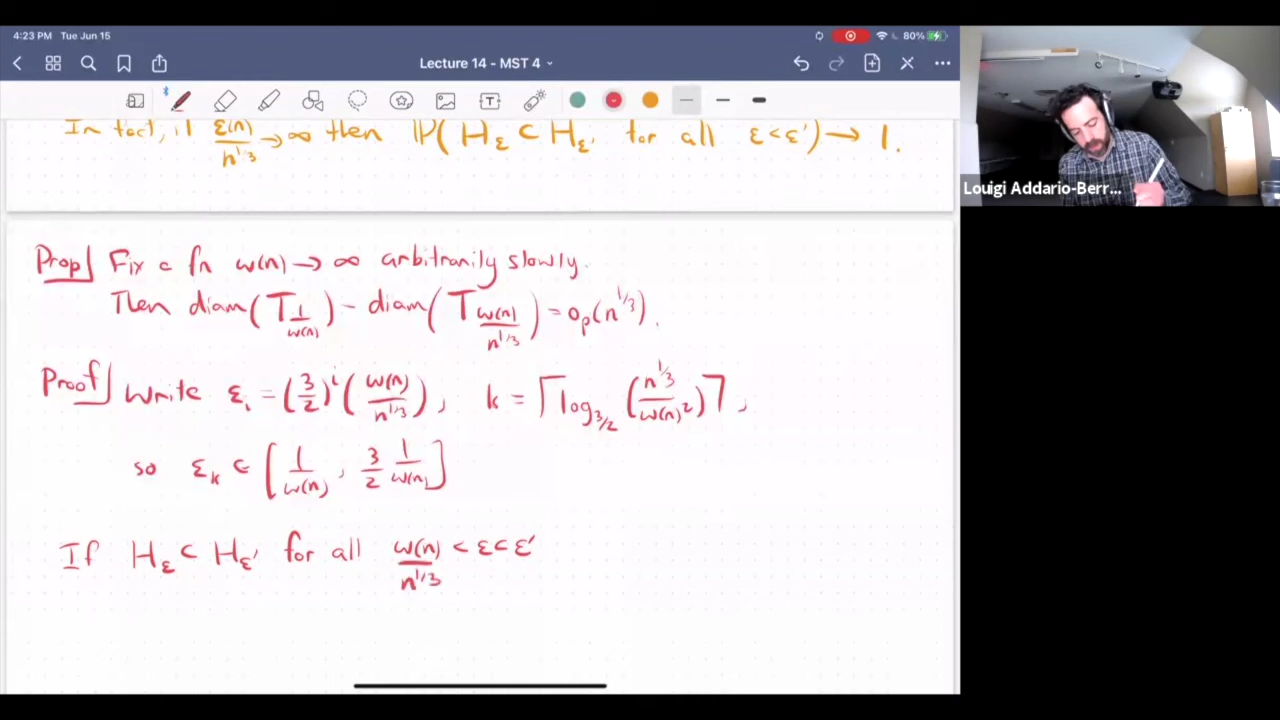 4:23 PM Tue Jun 15
80%
Lecture 14 - MST 4
In fact, if ε(n)/n^{1/3} → ∞ then ℙ(H_ε ⊂ H_ε' for all ε < ε') → 1.
Louigi Addario-Berr...
Prop Fix a fn w(n) → ∞ arbitrarily slowly.
Then diam(T_{1/w(n)}) - diam(T_{w(n)/n^{1/3}}) = o_p(n^{1/3}).
Proof Write ε_i = (3/2)^i (w(n)/n^{1/3}), k = ⌈log_{3/2} (n^{1/3}/w(n)^2)⌉,
so ε_k ∈ [1/w(n), 3/2 1/w(n)]
If H_ε ⊂ H_ε' for all w(n)/n^{1/3} < ε < ε'